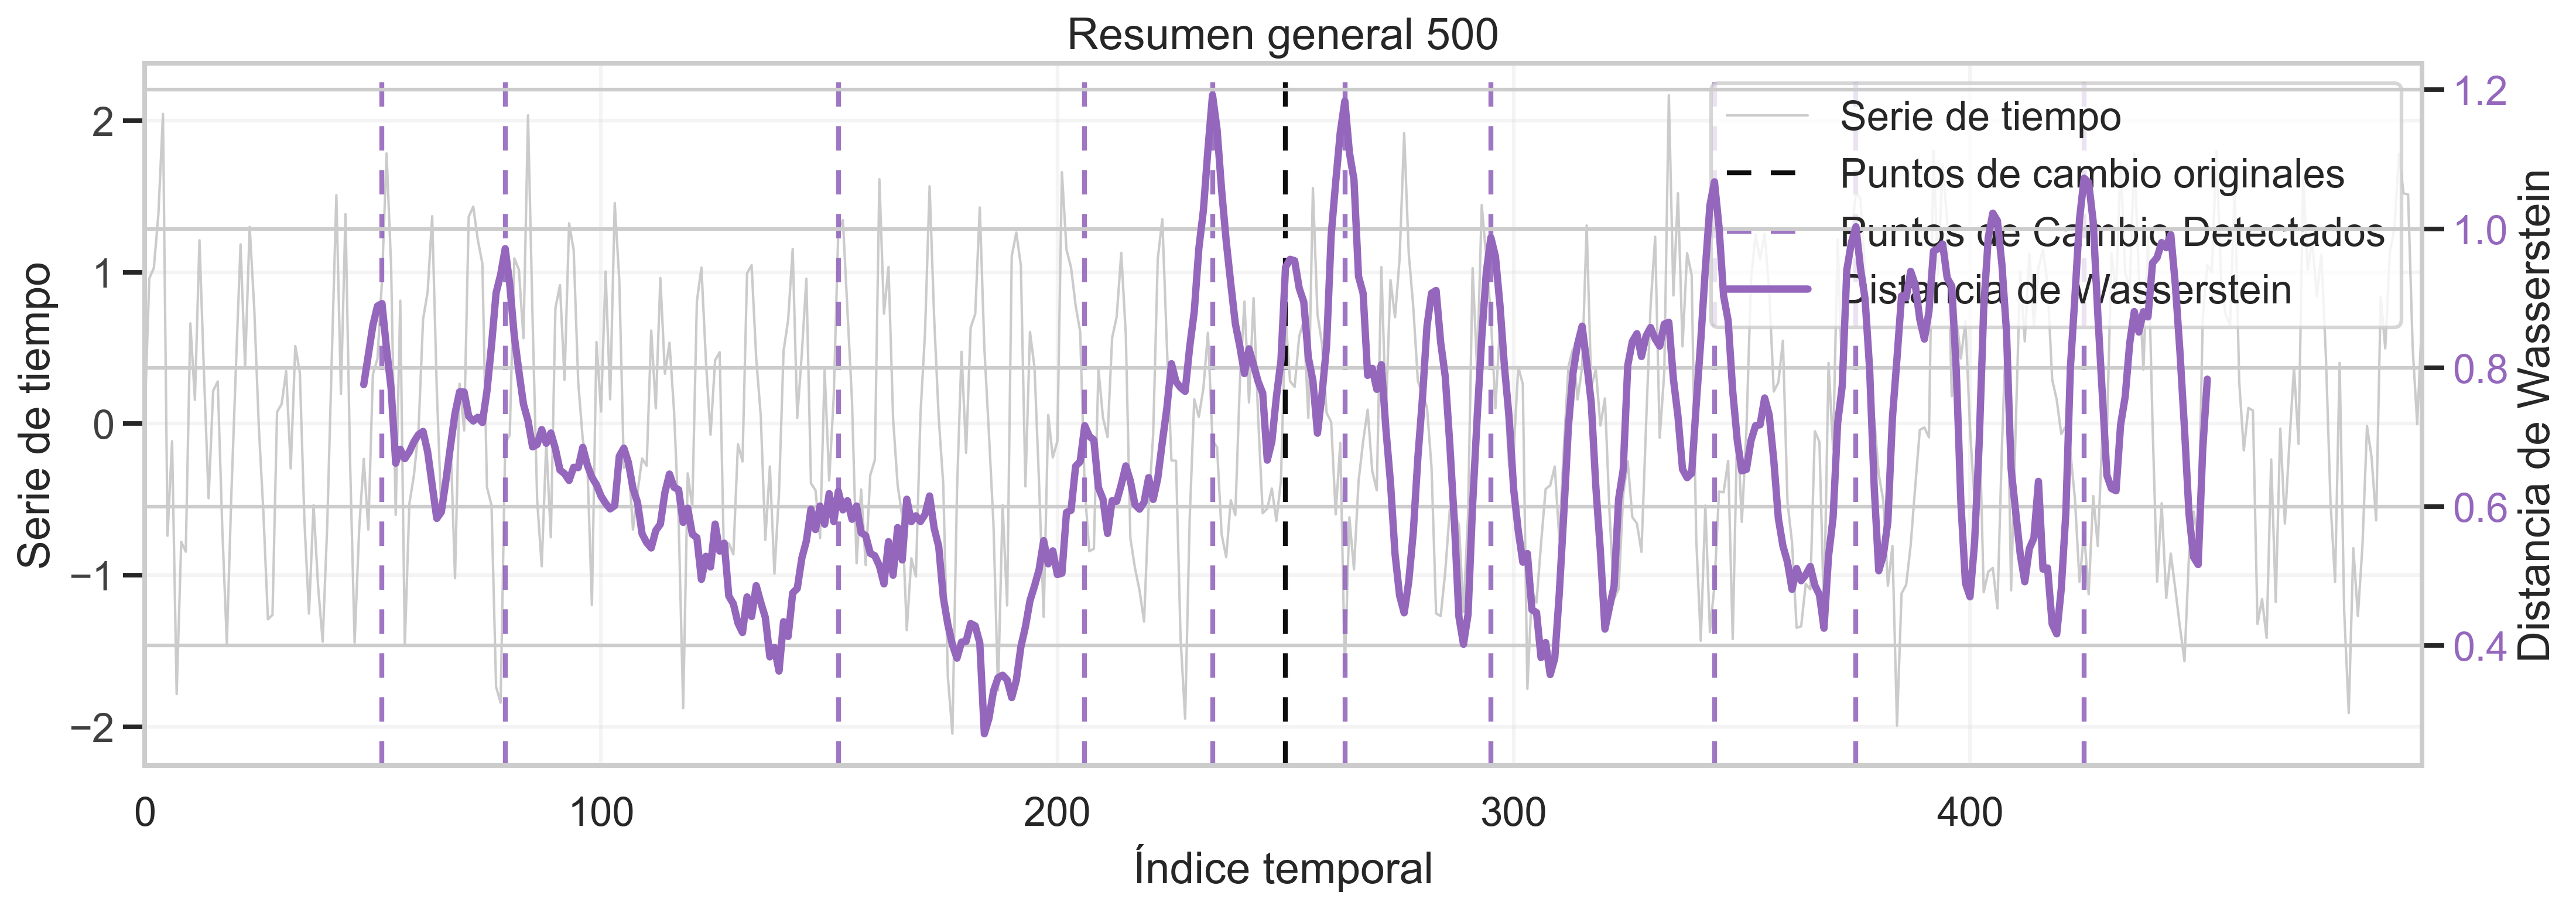 Resumen general 500
Serie de tiempo
2
1
0
−1
−2
Serie de tiempo
Puntos de cambio originales
Puntos de Cambio Detectados
Distancia de Wasserstein
1.2
1.0
0.8
0.6
0.4
Distancia de Wasserstein
0 100 200 300 400
Índice temporal